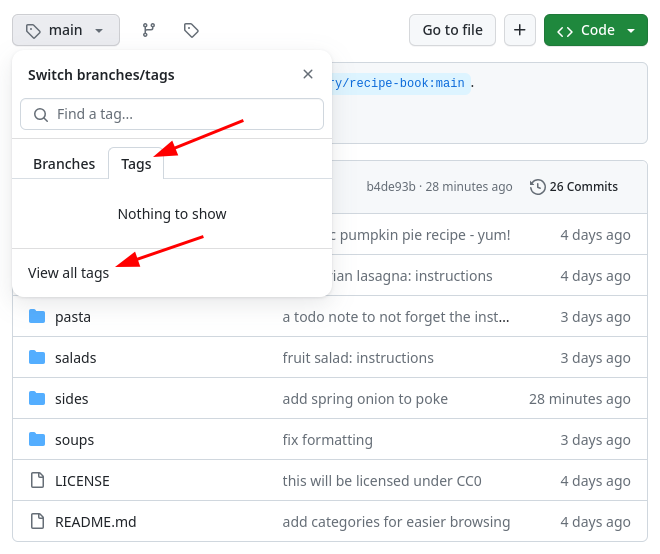 main
Go to file
Code
Switch branches/tags
ry/recipe-book:main .
Find a tag...
Branches
Tags
b4de93b · 28 minutes ago
26 Commits
Nothing to show
c pumpkin pie recipe - yum!
4 days ago
View all tags
rian lasagna: instructions
4 days ago
pasta
a todo note to not forget the inst...
3 days ago
salads
fruit salad: instructions
3 days ago
sides
add spring onion to poke
28 minutes ago
soups
fix formatting
3 days ago
LICENSE
this will be licensed under CC0
4 days ago
README.md
add categories for easier browsing
4 days ago